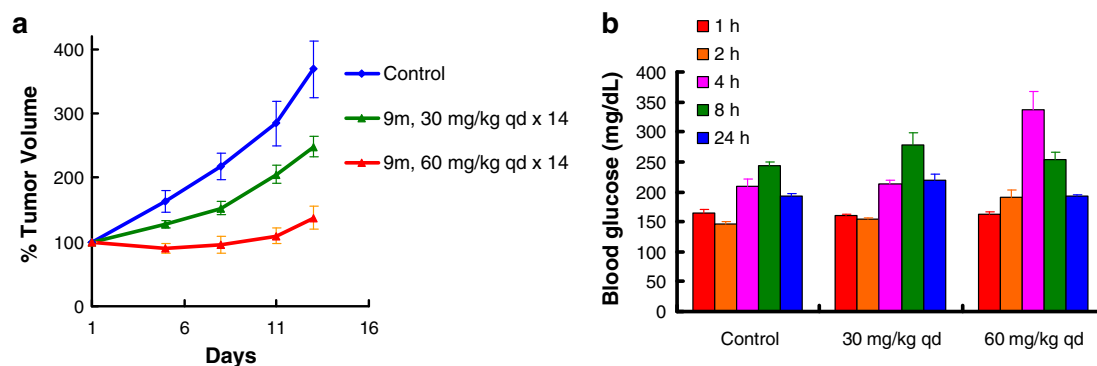 a
% Tumor Volume
400
300
200
100
0
1 6 11 16
Days
Control
9m, 30 mg/kg qd x 14
9m, 60 mg/kg qd x 14
b
1 h
2 h
4 h
8 h
24 h
Blood glucose (mg/dL)
400
350
300
250
200
150
100
50
0
Control 30 mg/kg qd 60 mg/kg qd